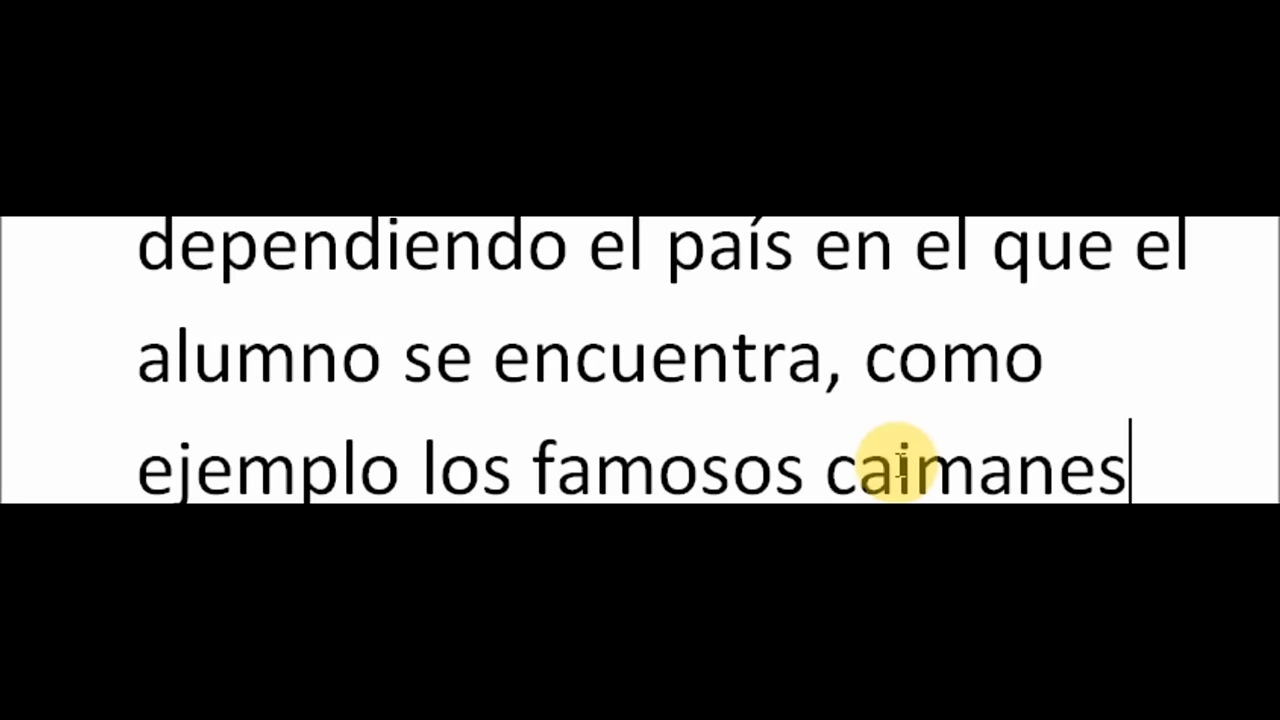 dependiendo el país en el que el
alumno se encuentra, como
ejemplo los famosos caimanes